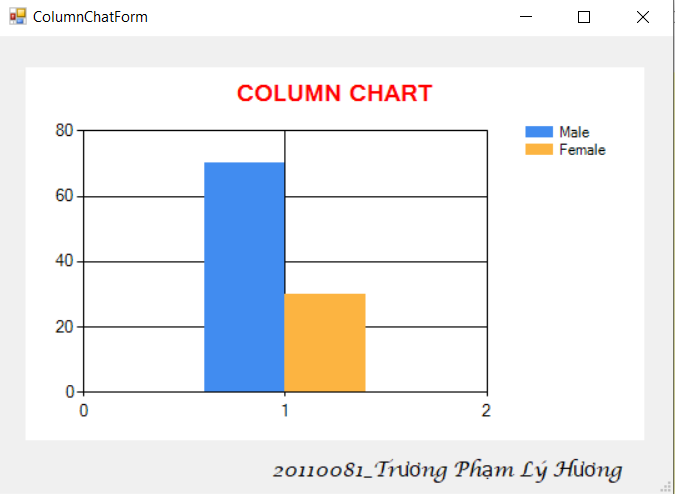 ColumnChatForm
COLUMN CHART
Male
Female
80
60
40
20
0
0 1 2
20110081_Trương Phạm Lý Hương